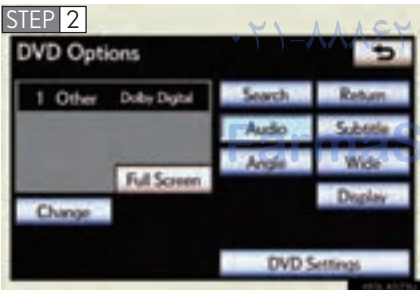 STEP 2
DVD Options
1 Other Dolby Digital
Search Return
Audio Subtitle
Angle Wide
Full Screen
Display
Change
DVD Settings